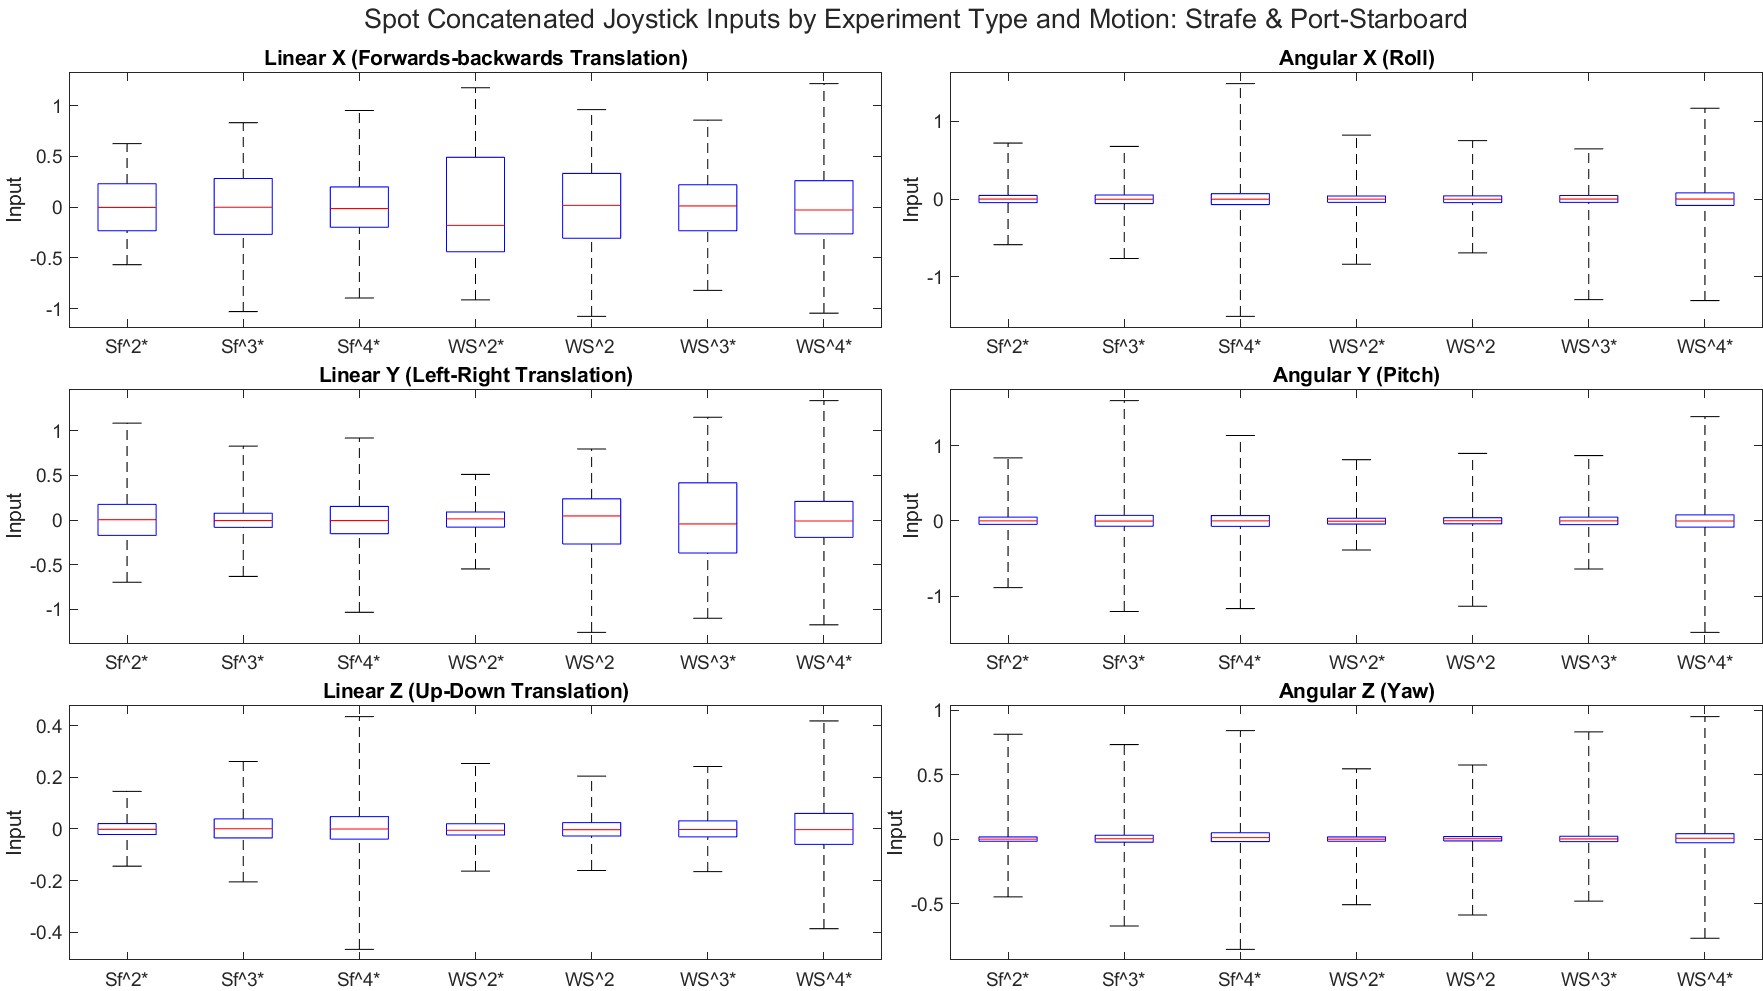 Spot Concatenated Joystick Inputs by Experiment Type and Motion: Strafe & Port-Starboard
Linear X (Forwards-backwards Translation)
Input
1
0.5
0
-0.5
-1
Sf^2* Sf^3* Sf^4* WS^2* WS^2 WS^3* WS^4*
Angular X (Roll)
Input
1
0
-1
Sf^2* Sf^3* Sf^4* WS^2* WS^2 WS^3* WS^4*
Linear Y (Left-Right Translation)
Input
1
0.5
0
-0.5
-1
Sf^2* Sf^3* Sf^4* WS^2* WS^2 WS^3* WS^4*
Angular Y (Pitch)
Input
1
0
-1
Sf^2* Sf^3* Sf^4* WS^2* WS^2 WS^3* WS^4*
Linear Z (Up-Down Translation)
Input
0.4
0.2
0
-0.2
-0.4
Sf^2* Sf^3* Sf^4* WS^2* WS^2 WS^3* WS^4*
Angular Z (Yaw)
Input
1
0.5
0
-0.5
Sf^2* Sf^3* Sf^4* WS^2* WS^2 WS^3* WS^4*